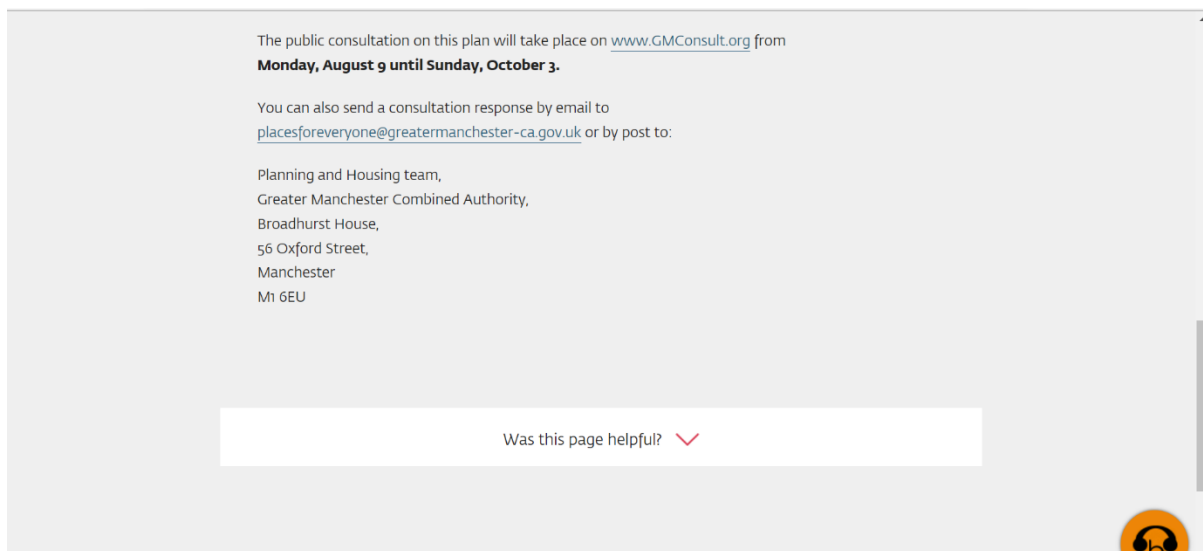 The public consultation on this plan will take place on www.GMConsult.org from
Monday, August 9 until Sunday, October 3.
You can also send a consultation response by email to
placesforeveryone@greatermanchester-ca.gov.uk or by post to:
Planning and Housing team,
Greater Manchester Combined Authority,
Broadhurst House,
56 Oxford Street,
Manchester
M1 6EU
Was this page helpful?
b